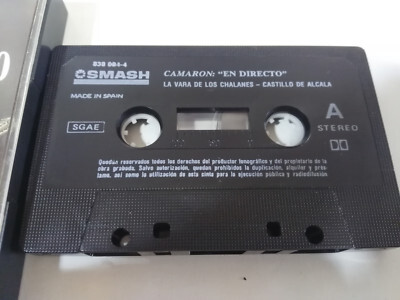 838 984-4
SMASH
CAMARON: "EN DIRECTO"
LA VARA DE LOS CHALANES – CASTILLO DE ALCALA
MADE IN SPAIN
SGAE
A
STEREO
Quedan reservados todos los derechos del productor fonográfico y del propietario de la
obra grabada. Salvo autorización, quedan prohibidos la duplicación, alquiler y prés
tamo, así como la utilización de esta cinta para la ejecución pública y radiodifusión